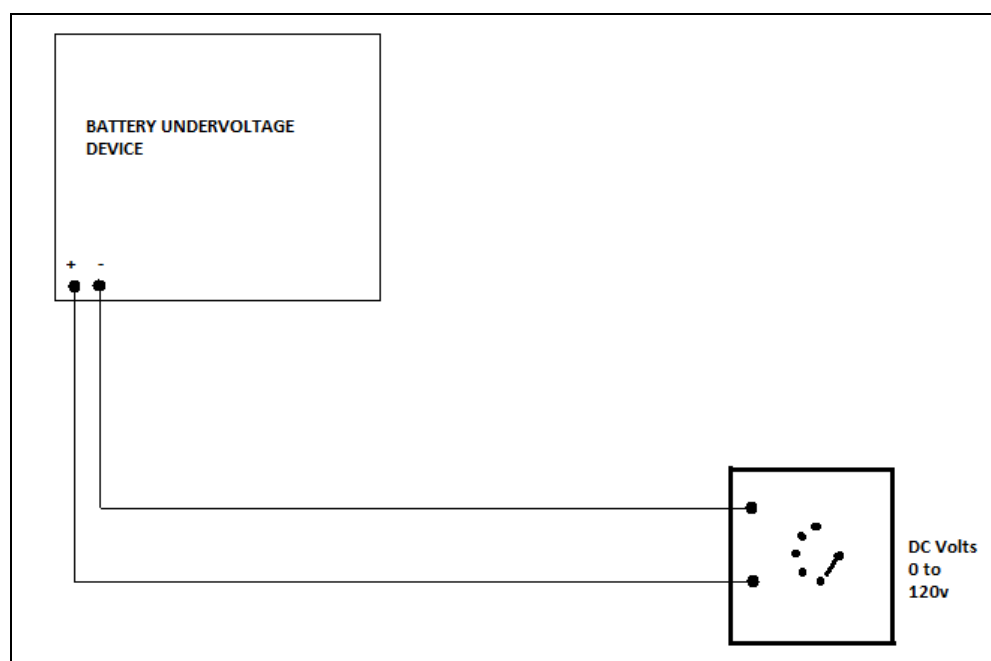 BATTERY UNDERVOLTAGE
DEVICE
+ -
DC Volts
0 to
120v